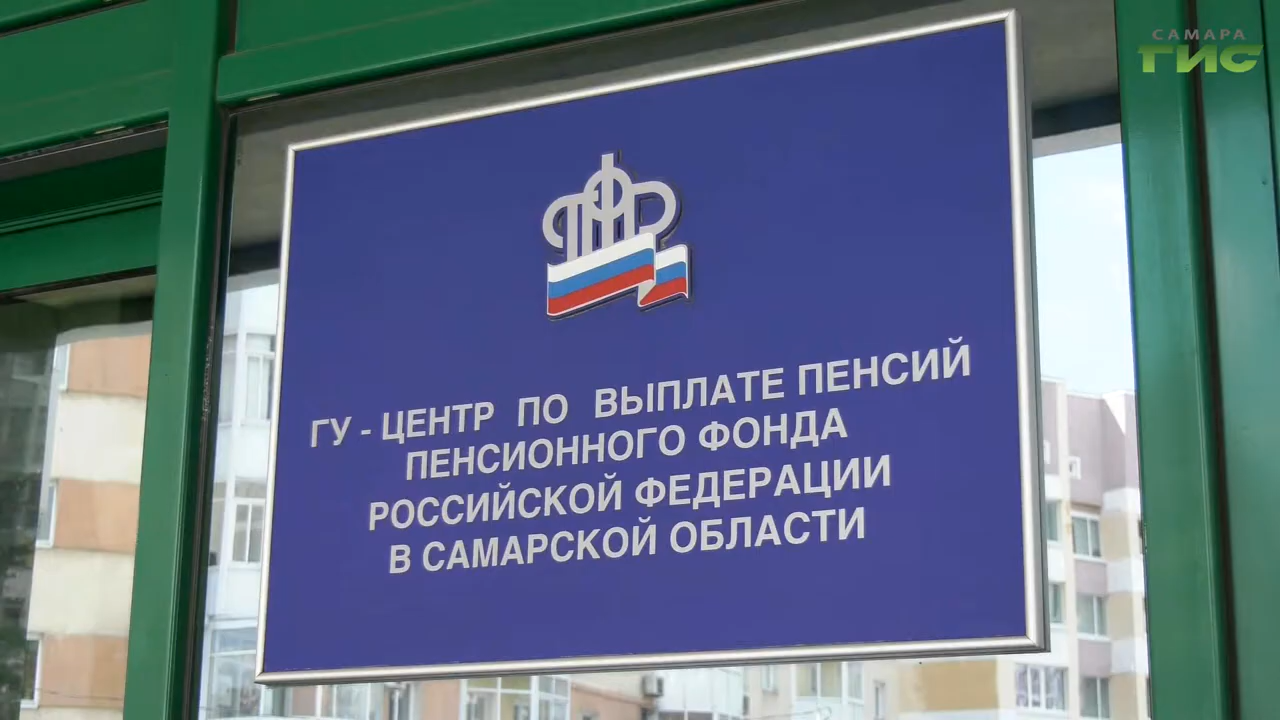 САМАРА
ГИС
ПФР
ГУ - ЦЕНТР ПО ВЫПЛАТЕ ПЕНСИЙ
ПЕНСИОННОГО ФОНДА
РОССИЙСКОЙ ФЕДЕРАЦИИ
В САМАРСКОЙ ОБЛАСТИ